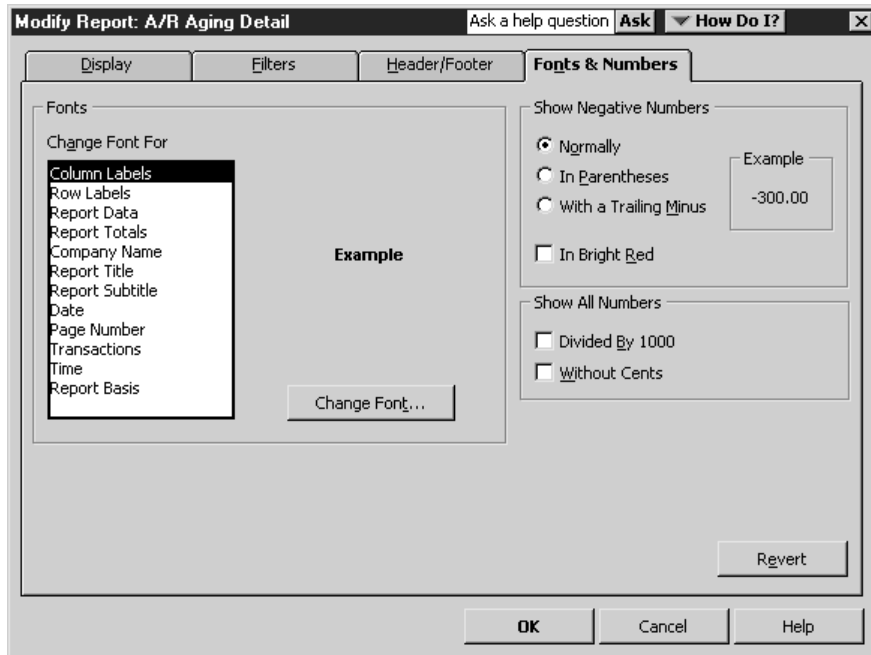 Modify Report: A/R Aging Detail Ask a help question Ask How Do I?
Display Filters Header/Footer Fonts & Numbers
Fonts
Change Font For
Column Labels
Row Labels
Report Data
Report Totals
Company Name
Report Title
Report Subtitle
Date
Page Number
Transactions
Time
Report Basis
Example
Change Font...
Show Negative Numbers
Normally
In Parentheses
With a Trailing Minus
In Bright Red
Example
-300.00
Show All Numbers
Divided By 1000
Without Cents
Revert
OK Cancel Help